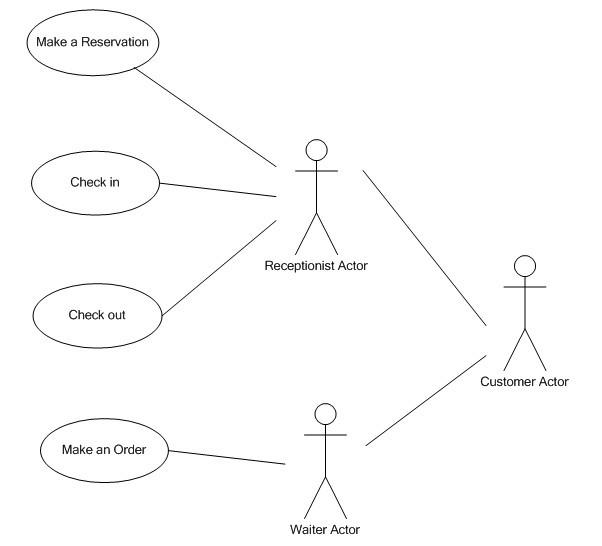 Make a Reservation
Check in
Receptionist Actor
Check out
Customer Actor
Make an Order
Waiter Actor